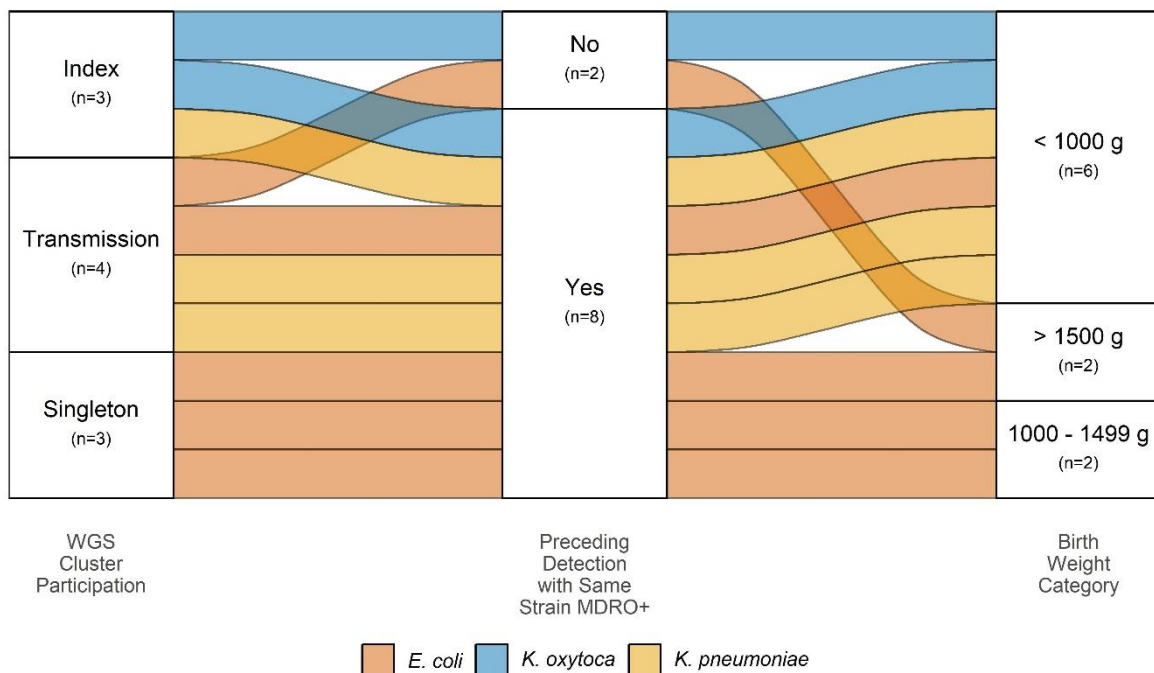 Index
(n=3)
Transmission
(n=4)
Singleton
(n=3)
No
(n=2)
Yes
(n=8)
< 1000 g
(n=6)
> 1500 g
(n=2)
1000 - 1499 g
(n=2)
WGS
Cluster
Participation
Preceding
Detection
with Same
Strain MDRO+
Birth
Weight
Category
E. coli K. oxytoca K. pneumoniae